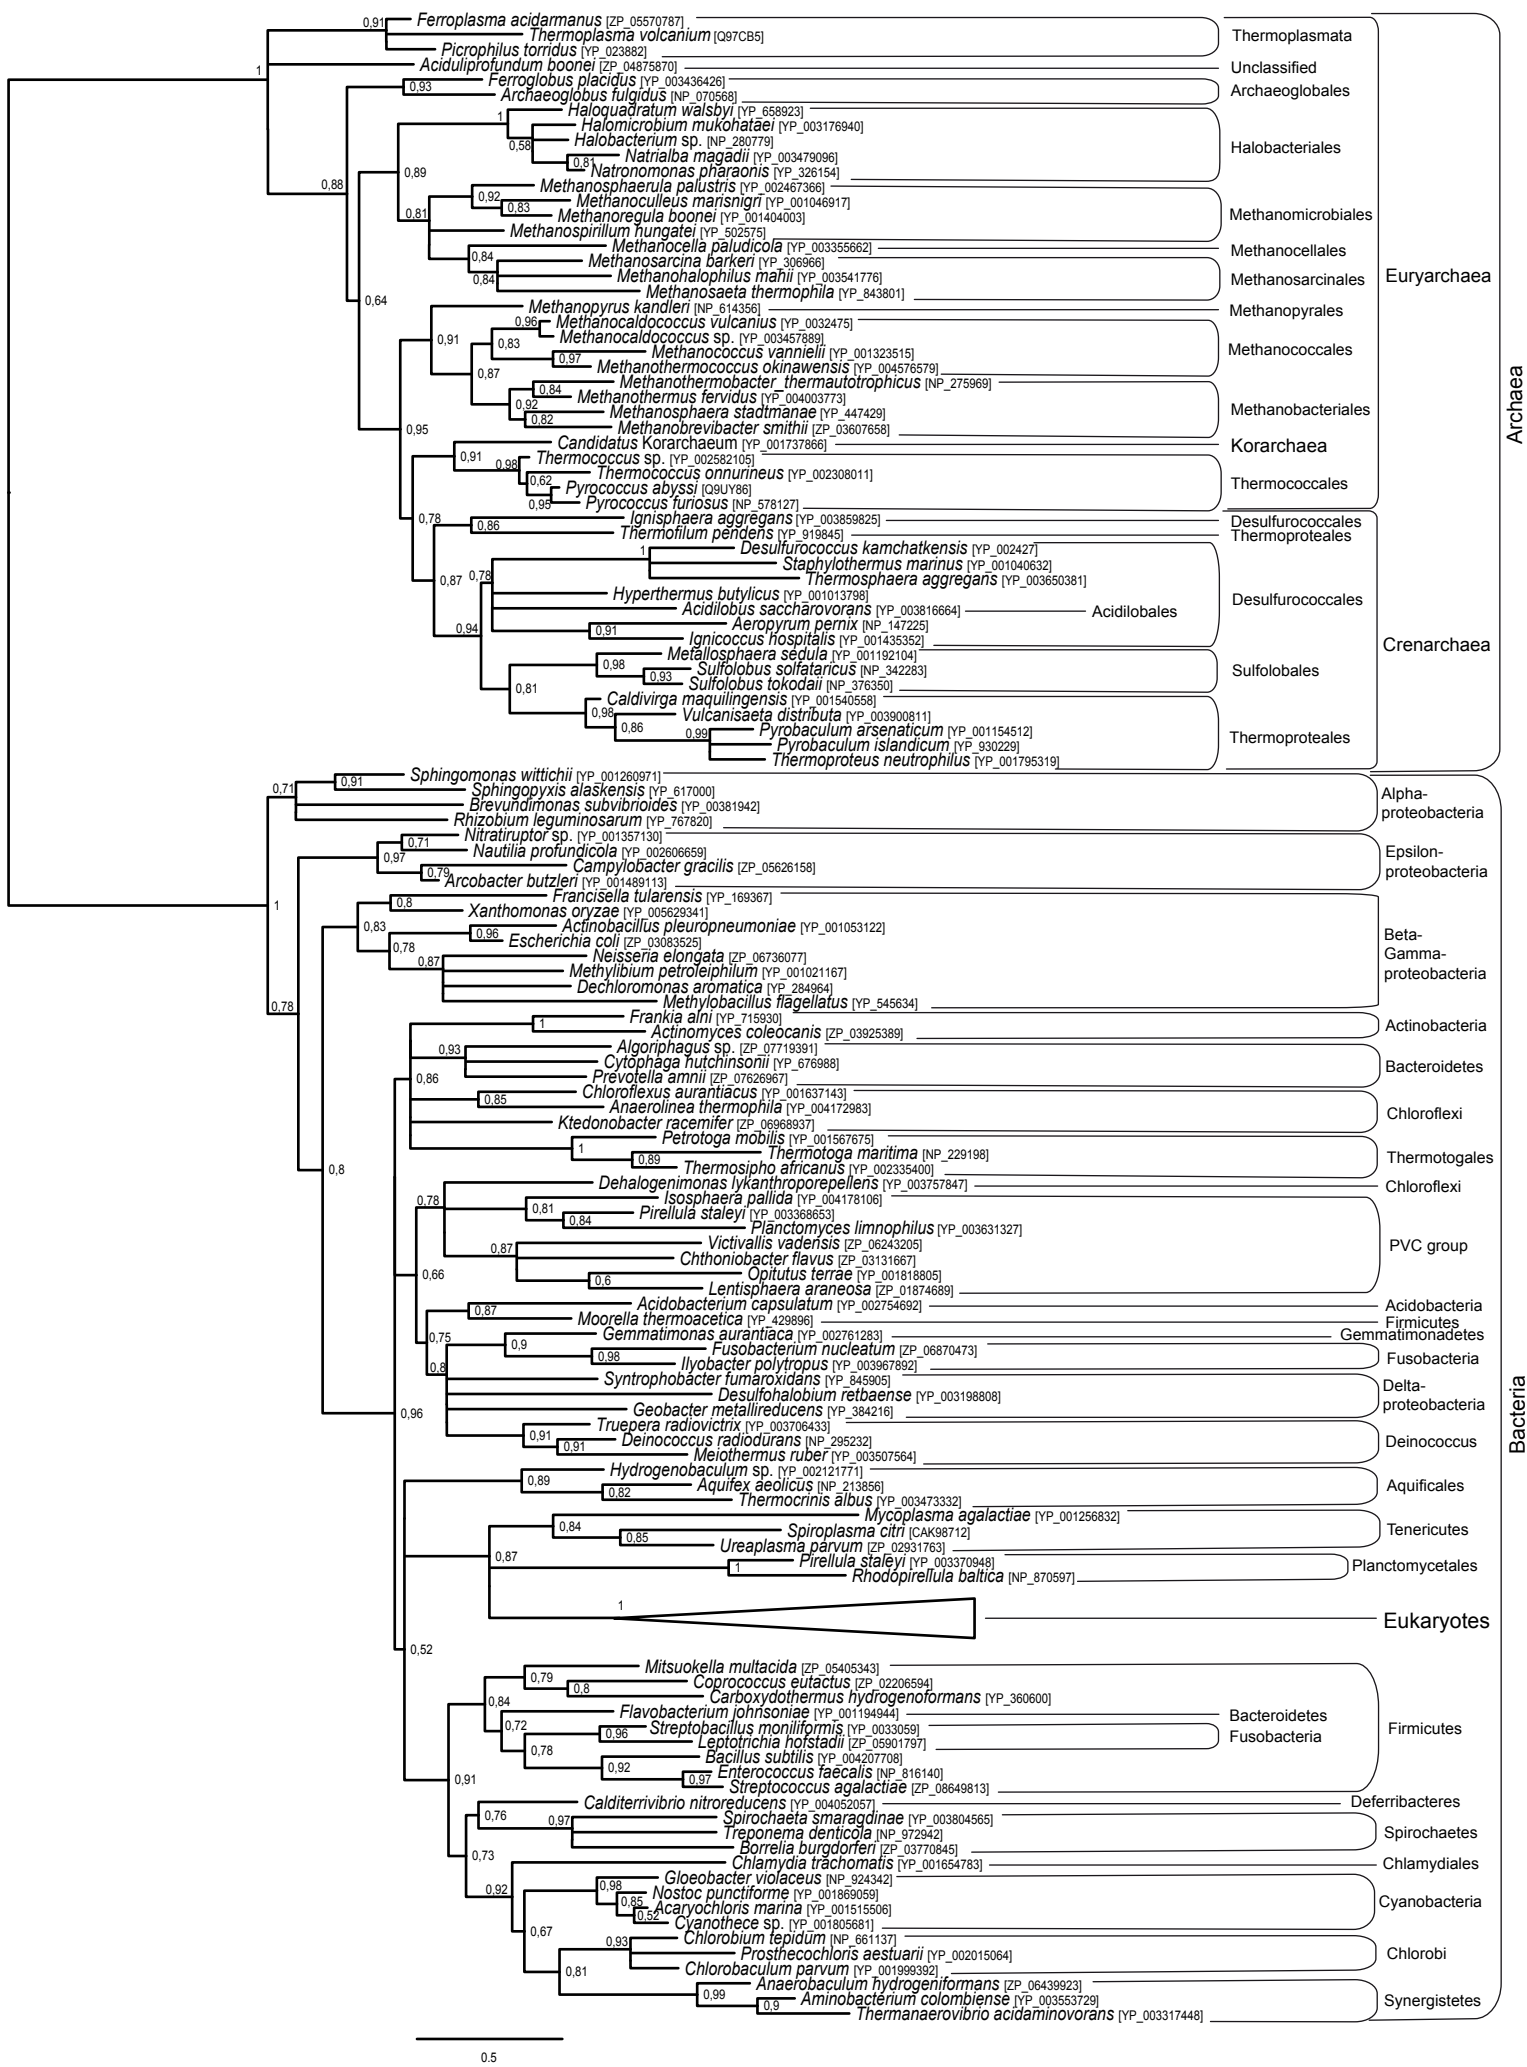 0,91
Ferroplasma acidarmanus [ZP_05570787]
Thermoplasma volcanium [Q97CB5]
Picrophilus torridus [YP_023882]
Thermoplasmata
1
Aciduliprofundum boonei [ZP_04875870]
Unclassified
0,93
Ferroglobus placidus [YP_003436426]
Archaeoglobus fulgidus [NP_070568]
Archaeoglobales
0,88
1
Haloquadratum walsbyi [YP_658923]
Halomicrobium mukohataei [YP_003176940]
0,58
Halobacterium sp. [NP_280779]
0,81
Natrialba magadii [YP_003479096]
Natronomonas pharaonis [YP_326154]
Halobacteriales
0,89
0,92
Methanosphaerula palustris [YP_002467366]
0,83
Methanoculleus marisnigri [YP_001046917]
0,81
Methanoregula boonei [YP_001404003]
Methanospirillum hungatei [YP_502575]
Methanomicrobiales
0,84
Methanocella paludicola [YP_003355662]
Methanocellales
0,84
Methanosarcina barkeri [YP_306966]
Methanohalophilus mahii [YP_003541776]
Methanosaeta thermophila [YP_843801]
Methanosarcinales
Euryarchaea
0,64
Methanopyrus kandleri [NP_614356]
Methanopyrales
0,91
0,96
Methanocaldococcus vulcanius [YP_0032475]
Methanocaldococcus sp. [YP_003457889]
0,83
0,97
Methanococcus vannielii [YP_001323515]
Methanothermococcus okinawensis [YP_004576579]
Methanococcales
0,87
0,84
Methanothermobacter_thermautotrophicus [NP_275969]
Methanothermus fervidus [YP_004003773]
0,92
0,82
Methanosphaera stadtmanae [YP_447429]
Methanobrevibacter smithii [ZP_03607658]
Methanobacteriales
Archaea
0,95
0,91
Candidatus Korarchaeum [YP_001737866]
Korarchaea
0,98
Thermococcus sp. [YP_002582105]
0,62
Thermococcus onnurineus [YP_002308011]
0,95
Pyrococcus abyssi [Q9UY86]
Pyrococcus furiosus [NP_578127]
Thermococcales
0,78
0,86
Ignisphaera aggregans [YP_003859825]
Desulfurococcales
Thermofilum pendens [YP_919845]
Thermoproteales
0,87
0,78
1
Desulfurococcus kamchatkensis [YP_002427]
Staphylothermus marinus [YP_001040632]
Thermosphaera aggregans [YP_003650381]
Hyperthermus butylicus [YP_001013798]
Acidilobus saccharovorans [YP_003816664]
Acidilobales
Desulfurococcales
0,94
0,91
Aeropyrum pernix [NP_147225]
Ignicoccus hospitalis [YP_001435352]
Crenarchaea
0,98
Metallosphaera sedula [YP_001192104]
0,93
Sulfolobus solfataricus [NP_342283]
Sulfolobus tokodaii [NP_376350]
Sulfolobales
0,81
0,98
Caldivirga maquilingensis [YP_001540558]
0,86
Vulcanisaeta distributa [YP_003900811]
0,99
Pyrobaculum arsenaticum [YP_001154512]
Pyrobaculum islandicum [YP_930229]
Thermoproteus neutrophilus [YP_001795319]
Thermoproteales
0,71
0,91
Sphingomonas wittichii [YP_001260971]
Sphingopyxis alaskensis [YP_617000]
Brevundimonas subvibrioides [YP_00381942]
Rhizobium leguminosarum [YP_767820]
Alpha-
proteobacteria
0,97
0,71
Nitratiruptor sp. [YP_001357130]
Nautilia profundicola [YP_002606659]
0,79
Campylobacter gracilis [ZP_05626158]
Arcobacter butzleri [YP_001489113]
Epsilon-
proteobacteria
1
0,8
Francisella tularensis [YP_169367]
Xanthomonas oryzae [YP_005629341]
0,83
0,96
Actinobacillus pleuropneumoniae [YP_001053122]
Escherichia coli [ZP_03083525]
0,78
0,87
Neisseria elongata [ZP_06736077]
Methylibium petroleiphilum [YP_001021167]
Dechloromonas aromatica [YP_284964]
Methylobacillus flagellatus [YP_545634]
Beta-
Gamma-
proteobacteria
0,78
1
Frankia alni [YP_715930]
Actinomyces coleocanis [ZP_03925389]
Actinobacteria
0,93
Algoriphagus sp. [ZP_07719391]
Cytophaga hutchinsonii [YP_676988]
Prevotella amnii [ZP_07626967]
Bacteroidetes
0,86
0,85
Chloroflexus aurantiacus [YP_001637143]
Anaerolinea thermophila [YP_004172983]
Ktedonobacter racemifer [ZP_06968937]
Chloroflexi
1
Petrotoga mobilis [YP_001567675]
0,89
Thermotoga maritima [NP_229198]
Thermosipho africanus [YP_002335400]
Thermotogales
0,8
0,78
Dehalogenimonas lykanthroporepellens [YP_003757847]
Chloroflexi
0,81
Isosphaera pallida [YP_004178106]
0,84
Pirellula staleyi [YP_003368653]
Planctomyces limnophilus [YP_003631327]
0,87
Victivallis vadensis [ZP_06243205]
Chthoniobacter flavus [ZP_03131667]
0,6
Opitutus terrae [YP_001818805]
Lentisphaera araneosa [ZP_01874689]
PVC group
0,66
0,87
Acidobacterium capsulatum [YP_002754692]
Acidobacteria
Moorella thermoacetica [YP_429896]
Firmicutes
0,75
0,9
Gemmatimonas aurantiaca [YP_002761283]
Gemmatimonadetes
0,98
Fusobacterium nucleatum [ZP_06870473]
Ilyobacter polytropus [YP_003967892]
Fusobacteria
0,8
Syntrophobacter fumaroxidans [YP_845905]
Desulfohalobium retbaense [YP_003198808]
Geobacter metallireducens [YP_384216]
Delta-
proteobacteria
0,96
0,91
Truepera radiovictrix [YP_003706433]
0,91
Deinococcus radiodurans [NP_295232]
Meiothermus ruber [YP_003507564]
Deinococcus
Bacteria
0,89
Hydrogenobaculum sp. [YP_002121771]
0,82
Aquifex aeolicus [NP_213856]
Thermocrinis albus [YP_003473332]
Aquificales
0,84
Mycoplasma agalactiae [YP_001256832]
0,85
Spiroplasma citri [CAK98712]
Ureaplasma parvum [ZP_02931763]
Tenericutes
0,87
1
Pirellula staleyi [YP_003370948]
Rhodopirellula baltica [NP_870597]
Planctomycetales
1
Eukaryotes
0,52
0,79
Mitsuokella multacida [ZP_05405343]
0,8
Coprococcus eutactus [ZP_02206594]
Carboxydothermus hydrogenoformans [YP_360600]
0,84
Flavobacterium johnsoniae [YP_001194944]
Bacteroidetes
0,72
0,96
Streptobacillus moniliformis [YP_0033059]
Leptotrichia hofstadii [ZP_05901797]
Fusobacteria
0,78
0,92
Bacillus subtilis [YP_004207708]
0,97
Enterococcus faecalis [NP_816140]
Streptococcus agalactiae [ZP_08649813]
Firmicutes
0,91
0,76
Calditerrivibrio nitroreducens [YP_004052057]
Deferribacteres
0,97
Spirochaeta smaragdinae [YP_003804565]
Treponema denticola [NP_972942]
Borrelia burgdorferi [ZP_03770845]
Spirochaetes
0,73
Chlamydia trachomatis [YP_001654783]
Chlamydiales
0,92
0,98
Gloeobacter violaceus [NP_924342]
0,85
Nostoc punctiforme [YP_001869059]
0,52
Acaryochloris marina [YP_001515506]
Cyanothece sp. [YP_001805681]
Cyanobacteria
0,67
0,93
Chlorobium tepidum [NP_661137]
Prosthecochloris aestuarii [YP_002015064]
Chlorobaculum parvum [YP_001999392]
Chlorobi
0,81
0,99
Anaerobaculum hydrogeniformans [ZP_06439923]
0,9
Aminobacterium colombiense [YP_003553729]
Thermanaerovibrio acidaminovorans [YP_003317448]
Synergistetes
0.5